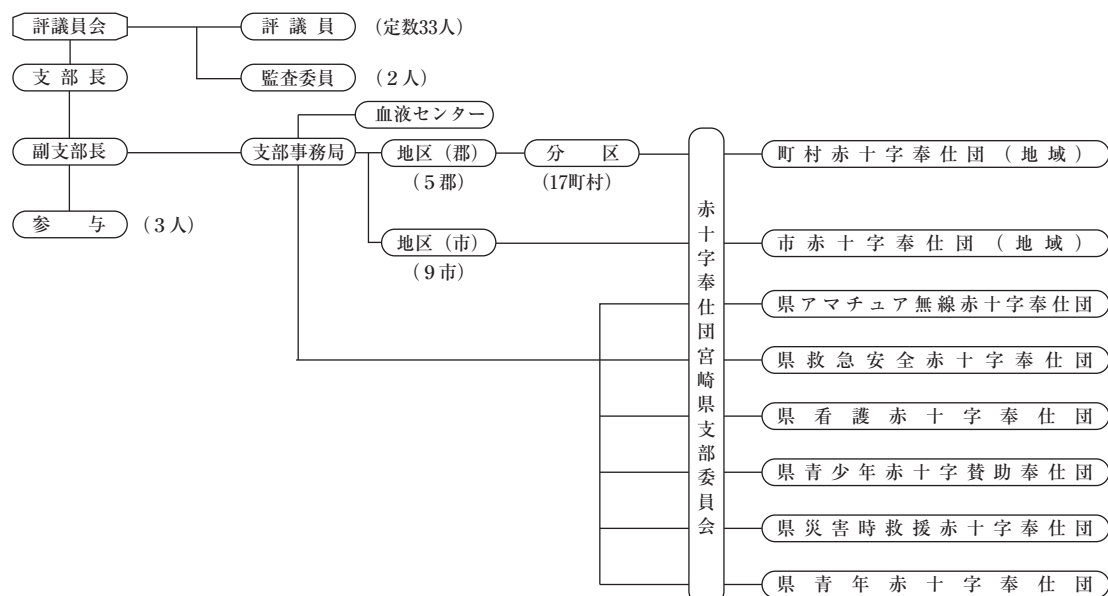 評議員会
評議員 (定数33人)
支部長
監査委員 (2人)
血液センター
副支部長
支部事務局
地区(郡)
(5郡)
分区
(17町村)
町村赤十字奉仕団(地域)
参与 (3人)
地区(市)
(9市)
赤十字奉仕団宮崎県支部委員会
市赤十字奉仕団(地域)
県アマチュア無線赤十字奉仕団
県救急安全赤十字奉仕団
県看護赤十字奉仕団
県青少年赤十字賛助奉仕団
県災害時救援赤十字奉仕団
県青年赤十字奉仕団